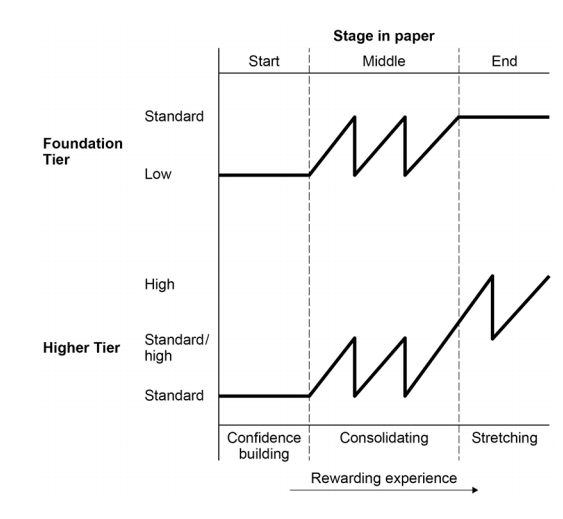 Stage in paper
Start Middle End
Standard
Foundation
Tier
Low
High
Standard/
high
Higher Tier
Standard
Confidence
building
Consolidating
Stretching
Rewarding experience